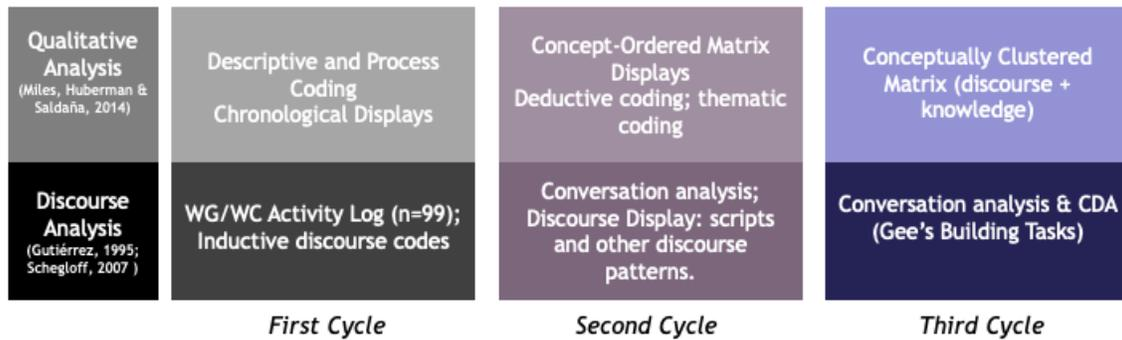 Qualitative
Analysis
(Miles, Huberman &
Saldaña, 2014)
Descriptive and Process
Coding
Chronological Displays
Concept-Ordered Matrix
Displays
Deductive coding; thematic
coding
Conceptually Clustered
Matrix (discourse +
knowledge)
Discourse
Analysis
(Gutiérrez, 1995;
Schegloff, 2007 )
WG/WC Activity Log (n=99);
Inductive discourse codes
Conversation analysis;
Discourse Display: scripts
and other discourse
patterns.
Conversation analysis & CDA
(Gee’s Building Tasks)
First Cycle
Second Cycle
Third Cycle